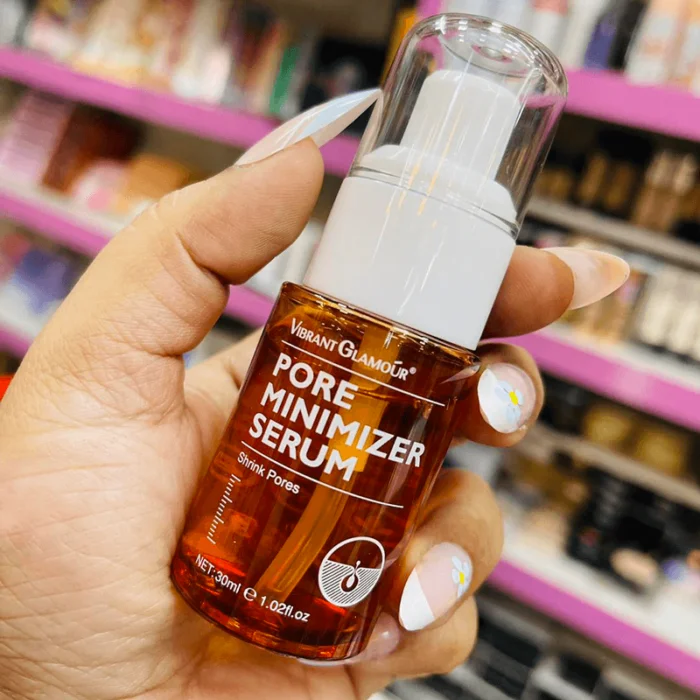 VIBRANT GLAMOUR®
PORE
MINIMIZER
SERUM
Shrink Pores
NET:30ml ℮ 1.02fl.oz